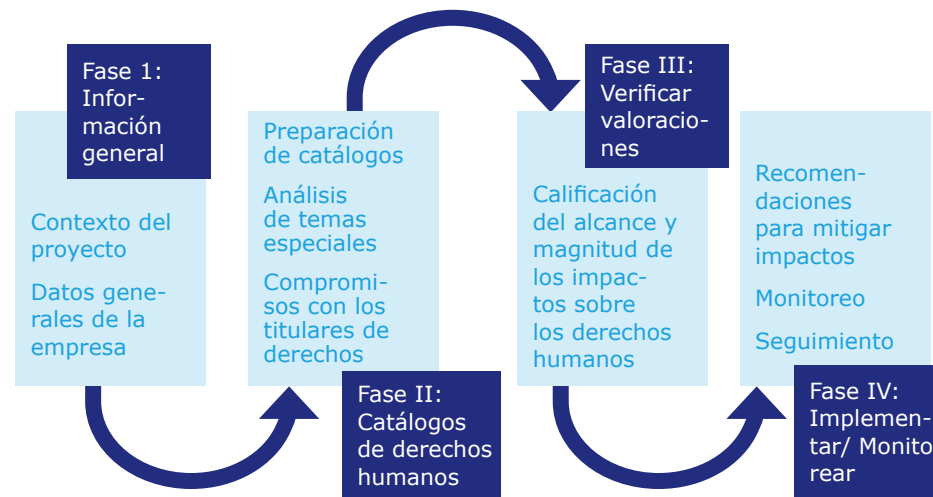 Fase 1:
Infor-
mación
general
Contexto del
proyecto
Datos gene-
rales de la
empresa
Preparación
de catálogos
Análisis
de temas
especiales
Compromi-
sos con los
titulares de
derechos
Fase II:
Catálogos
de derechos
humanos
Fase III:
Verificar
valoracio-
nes
Calificación
del alcance y
magnitud de
los impac-
tos sobre
los derechos
humanos
Recomen-
daciones
para mitigar
impactos
Monitoreo
Seguimiento
Fase IV:
Implemen-
tar/ Monito
rear